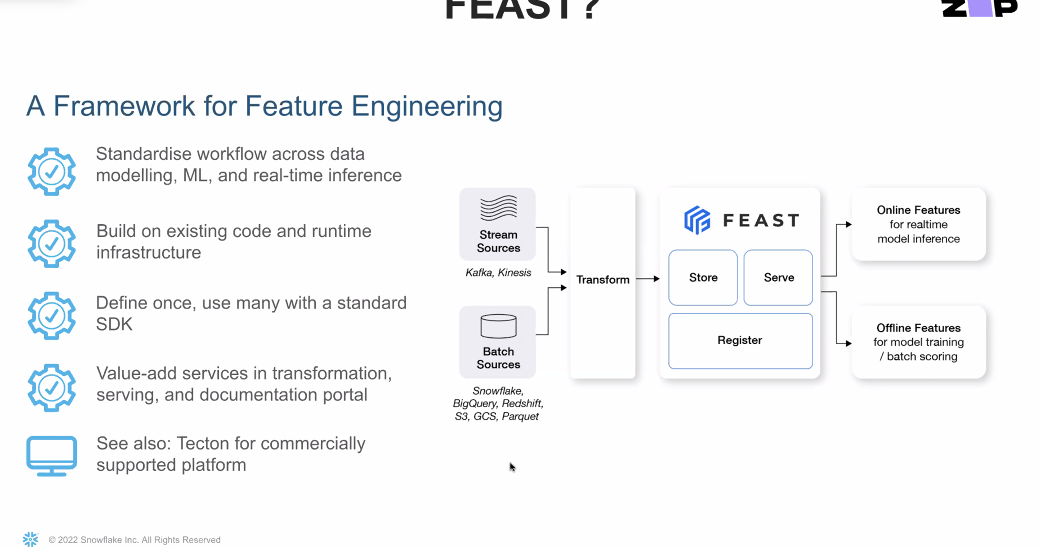 FEAST?
ZIP
A Framework for Feature Engineering
Standardise workflow across data
modelling, ML, and real-time inference
Build on existing code and runtime
infrastructure
Define once, use many with a standard
SDK
Value-add services in transformation,
serving, and documentation portal
See also: Tecton for commercially
supported platform
Stream
Sources
Kafka, Kinesis
Batch
Sources
Snowflake,
BigQuery, Redshift,
S3, GCS, Parquet
Transform
FEAST
Store
Serve
Register
Online Features
for realtime
model inference
Offline Features
for model training
/ batch scoring
© 2022 Snowflake Inc. All Rights Reserved